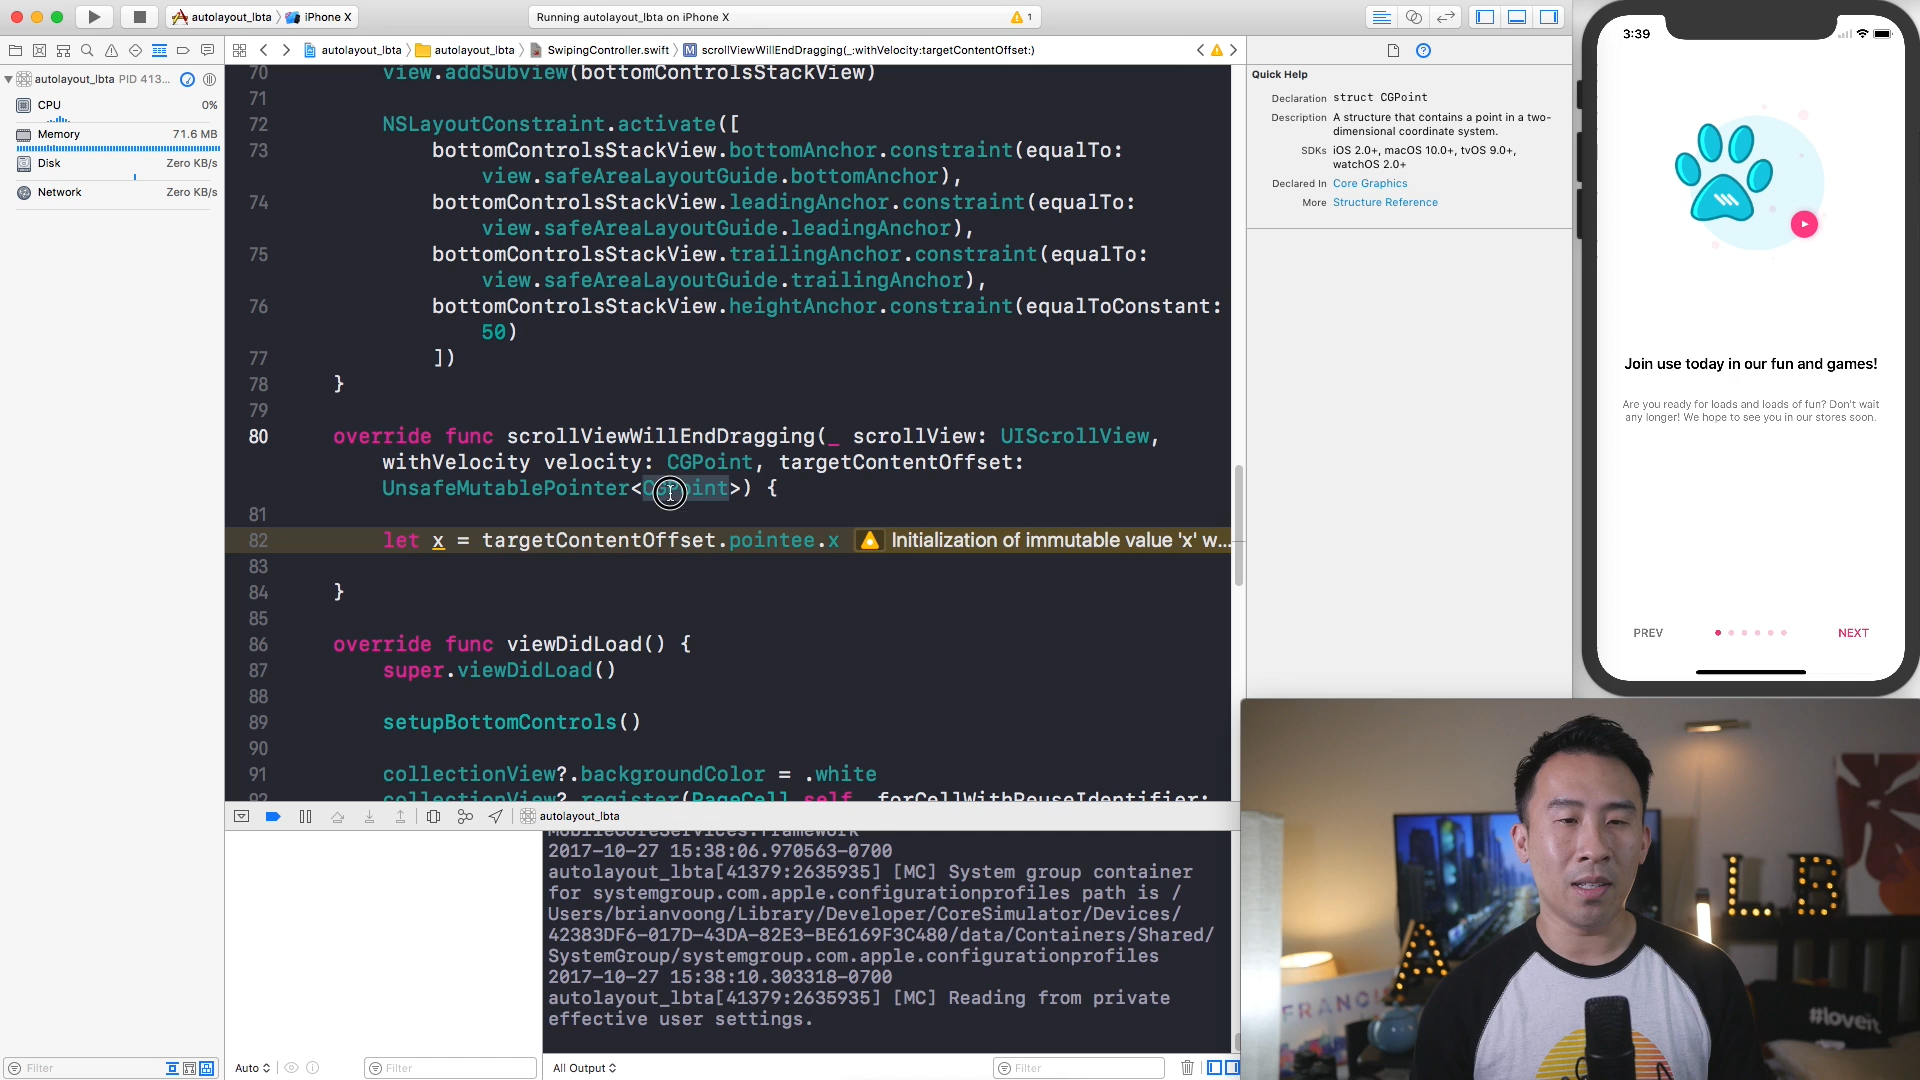 autolayout_lbta
iPhone X
Running autolayout_lbta on iPhone X
1
autolayout_lbta
autolayout_lbta
SwipingController.swift
scrollViewWillEndDragging(_:withVelocity:targetContentOffset:)
autolayout_lbta PID 413...
CPU 0%
Memory 71.6 MB
Disk Zero KB/s
Network Zero KB/s
70 view.addSubview(bottomControlsStackView)
71
72 NSLayoutConstraint.activate([
73 bottomControlsStackView.bottomAnchor.constraint(equalTo:
view.safeAreaLayoutGuide.bottomAnchor),
74 bottomControlsStackView.leadingAnchor.constraint(equalTo:
view.safeAreaLayoutGuide.leadingAnchor),
75 bottomControlsStackView.trailingAnchor.constraint(equalTo:
view.safeAreaLayoutGuide.trailingAnchor),
76 bottomControlsStackView.heightAnchor.constraint(equalToConstant:
50)
77 ])
78 }
79
80 override func scrollViewWillEndDragging(_ scrollView: UIScrollView,
withVelocity velocity: CGPoint, targetContentOffset:
UnsafeMutablePointer<CGPoint>) {
81
82 let x = targetContentOffset.pointee.x Initialization of immutable value 'x' w...
83
84 }
85
86 override func viewDidLoad() {
87 super.viewDidLoad()
88
89 setupBottomControls()
90
91 collectionView?.backgroundColor = .white
92 collectionView?.register(PageCell.self, forCellWithReuseIdentifier:
Quick Help
Declaration struct CGPoint
Description A structure that contains a point in a two-
dimensional coordinate system.
SDKs iOS 2.0+, macOS 10.0+, tvOS 9.0+,
watchOS 2.0+
Declared In Core Graphics
More Structure Reference
3:39
Join use today in our fun and games!
Are you ready for loads and loads of fun? Don't wait
any longer! We hope to see you in our stores soon.
PREV
NEXT
autolayout_lbta
MobileCoreServices.framework
2017-10-27 15:38:06.970563-0700
autolayout_lbta[41379:2635935] [MC] System group container
for systemgroup.com.apple.configurationprofiles path is /
Users/brianvoong/Library/Developer/CoreSimulator/Devices/
42383DF6-017D-43DA-82E3-BE6169F3C480/data/Containers/Shared/
SystemGroup/systemgroup.com.apple.configurationprofiles
2017-10-27 15:38:10.303318-0700
autolayout_lbta[41379:2635935] [MC] Reading from private
effective user settings.
Filter
Auto
Filter
All Output
Filter
L B
A
#loveit